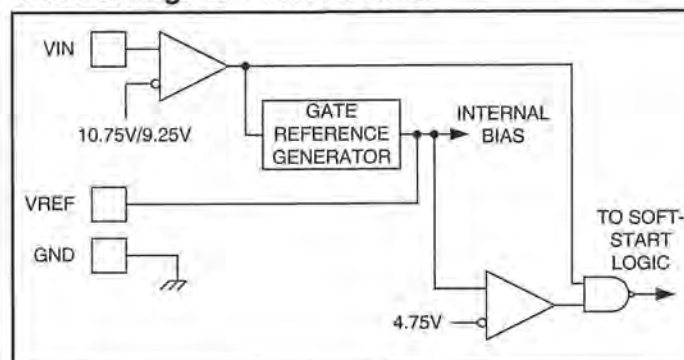 VIN
10.75V/9.25V
GATE
REFERENCE
GENERATOR
INTERNAL
BIAS
VREF
GND
TO SOFT-
START
LOGIC
4.75V